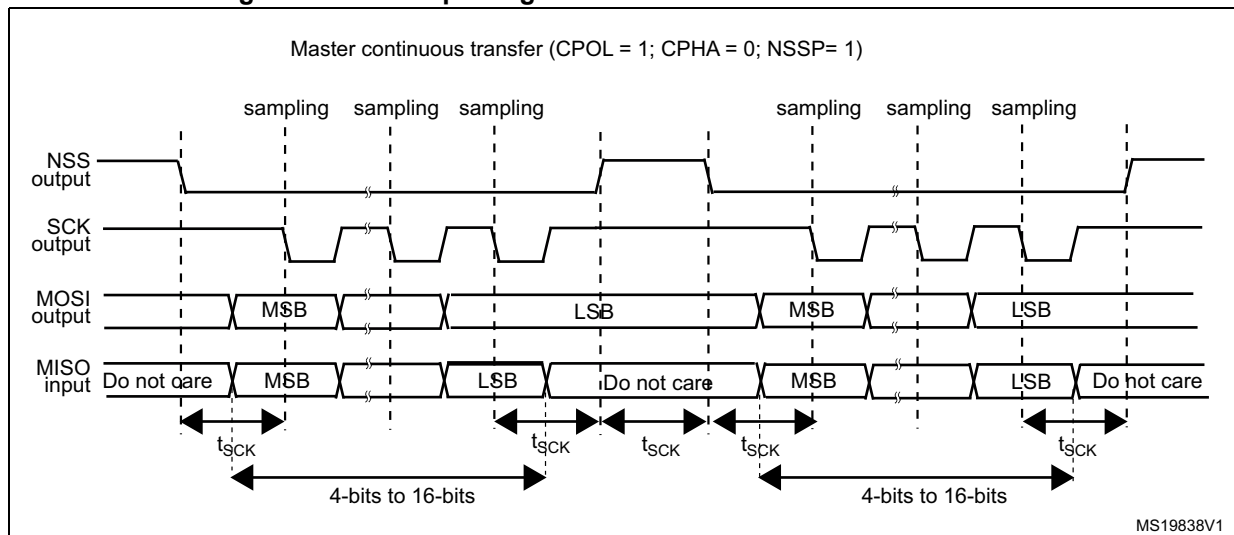 Master continuous transfer (CPOL = 1; CPHA = 0; NSSP= 1)
sampling sampling sampling sampling sampling sampling
NSS
output
SCK
output
MOSI
output
MSB LSB MSB LSB
MISO
input
Do not care MSB LSB Do not care MSB LSB Do not care
tSCK tSCK tSCK tSCK tSCK
4-bits to 16-bits 4-bits to 16-bits
MS19838V1